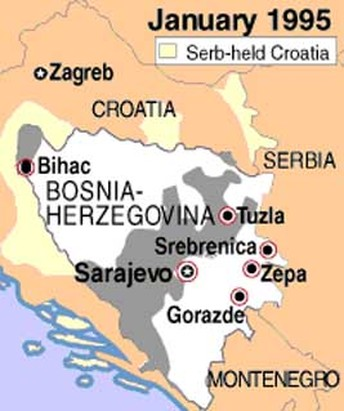 January 1995
Serb-held Croatia
Zagreb
CROATIA
SERBIA
Bihac
BOSNIA-
HERZEGOVINA
Tuzla
Srebrenica
Sarajevo
Zepa
Gorazde
MONTENEGRO